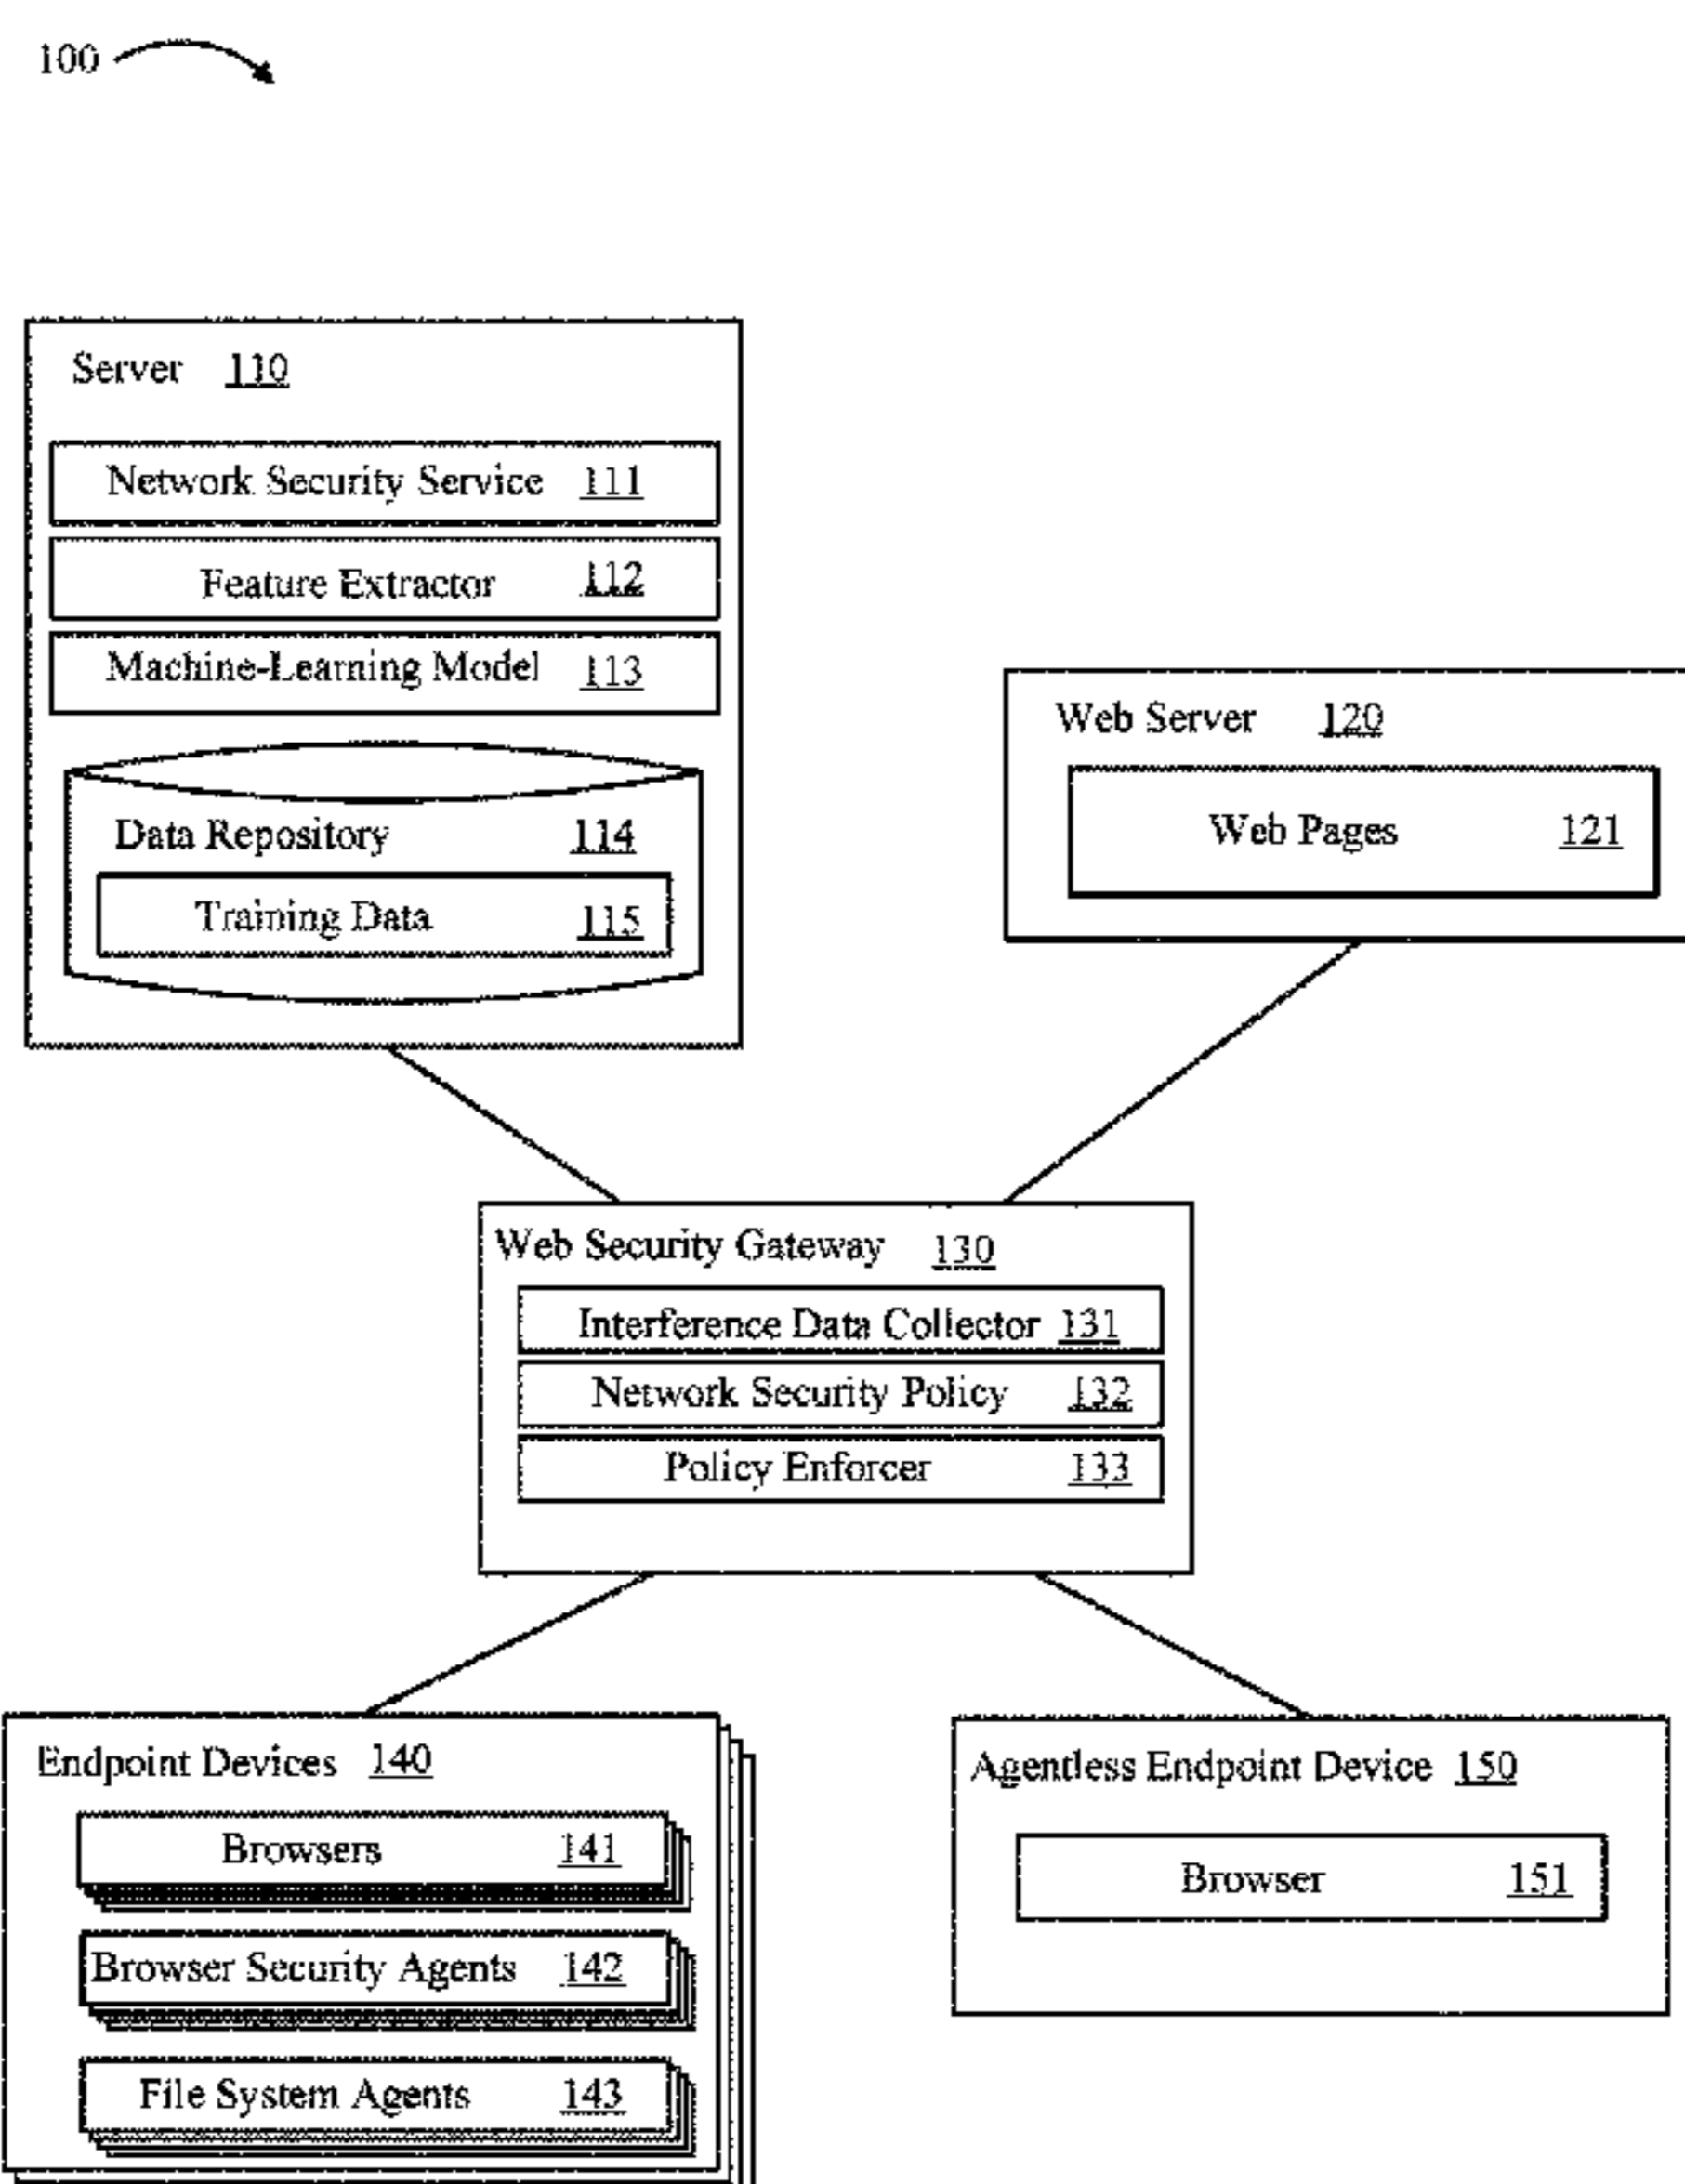 100
Server 110
Network Security Service 111
Feature Extractor 112
Machine-Learning Model 113
Data Repository 114
Training Data 115
Web Server 120
Web Pages 121
Web Security Gateway 130
Interference Data Collector 131
Network Security Policy 132
Policy Enforcer 133
Endpoint Devices 140
Browsers 141
Browser Security Agents 142
File System Agents 143
Agentless Endpoint Device 150
Browser 151